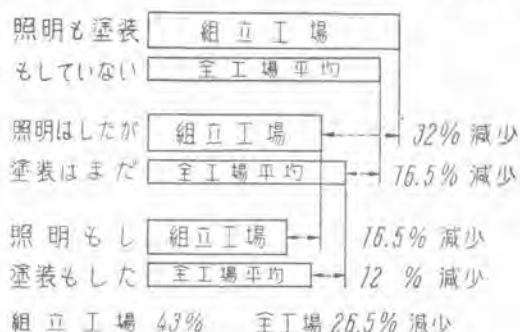 照明も塗装 組立工場
もしていない 全工場平均
照明はしたが 組立工場 32% 減少
塗装はまだ 全工場平均 16.5% 減少
照明もし 組立工場 16.5% 減少
塗装もした 全工場平均 12 % 減少
組立工場 43% 全工場 26.5% 減少